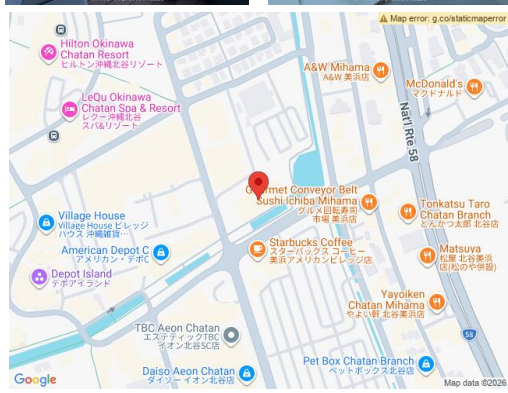 Map error: g.co/staticmaperror
Hilton Okinawa
Chatan Resort
ヒルトン沖縄北谷リゾート
A&W Mihama
A&W 美浜店
McDonald's
マクドナルド
LeQu Okinawa
Chatan Spa & Resort
レクー沖縄北谷
スパ&リゾート
Nat'l Rte 58
Gourmet Conveyor Belt
Sushi Ichiba Mihama
グルメ回転寿司
市場 美浜店
Tonkatsu Taro
Chatan Branch
とんかつ太郎 北谷店
Village House
Village House ビレッジ
ハウス 沖縄雑貨…
American Depot C
アメリカン・デポC
Starbucks Coffee
スターバックス コーヒー
美浜アメリカンビレッジ店
Matsuya
松屋 北谷美浜
店(松のや併設)
Depot Island
デポアイランド
Yayoiken
Chatan Mihama
やよい軒 北谷美浜店
58
TBC Aeon Chatan
エステティックTBC
イオン北谷SC店
Pet Box Chatan Branch
ペットボックス北谷店
Daiso Aeon Chatan
ダイソー イオン北谷店
Google
Map data ©2026